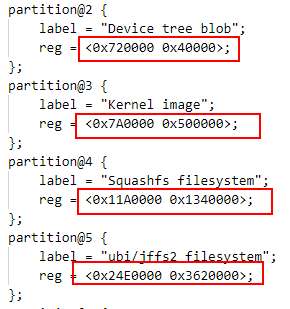 partition@2 {
label = "Device tree blob";
reg = <0x720000 0x40000>;
};
partition@3 {
label = "Kernel image";
reg = <0x7A0000 0x500000>;
};
partition@4 {
label = "Squashfs filesystem";
reg = <0x11A0000 0x1340000>;
};
partition@5 {
label = "ubi/jffs2 filesystem";
reg = <0x24E0000 0x3620000>;
};